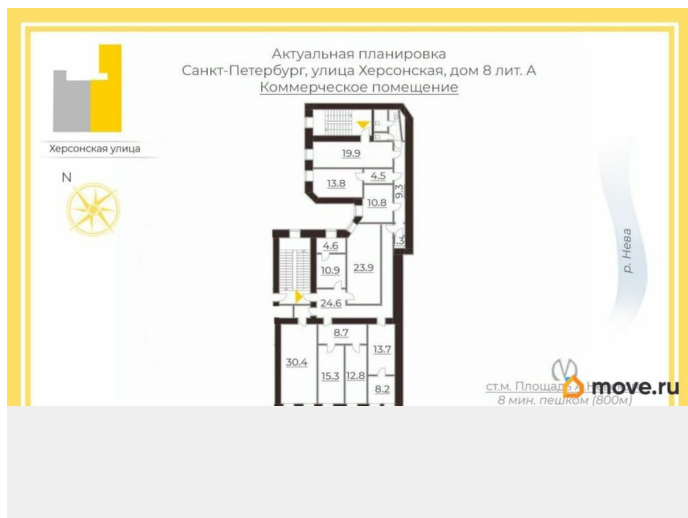 Актуальная планировка
Санкт-Петербург, улица Херсонская, дом 8 лит. А
Коммерческое помещение
Херсонская улица
N
19.9
4.5
13.8
9.3
10.8
4.6
23.9
10.9
24.6
8.7
13.7
30.4
15.3
12.8
8.2
р. Нева
ст.м. Площадь А.
move.ru
8 мин. пешком (800м)